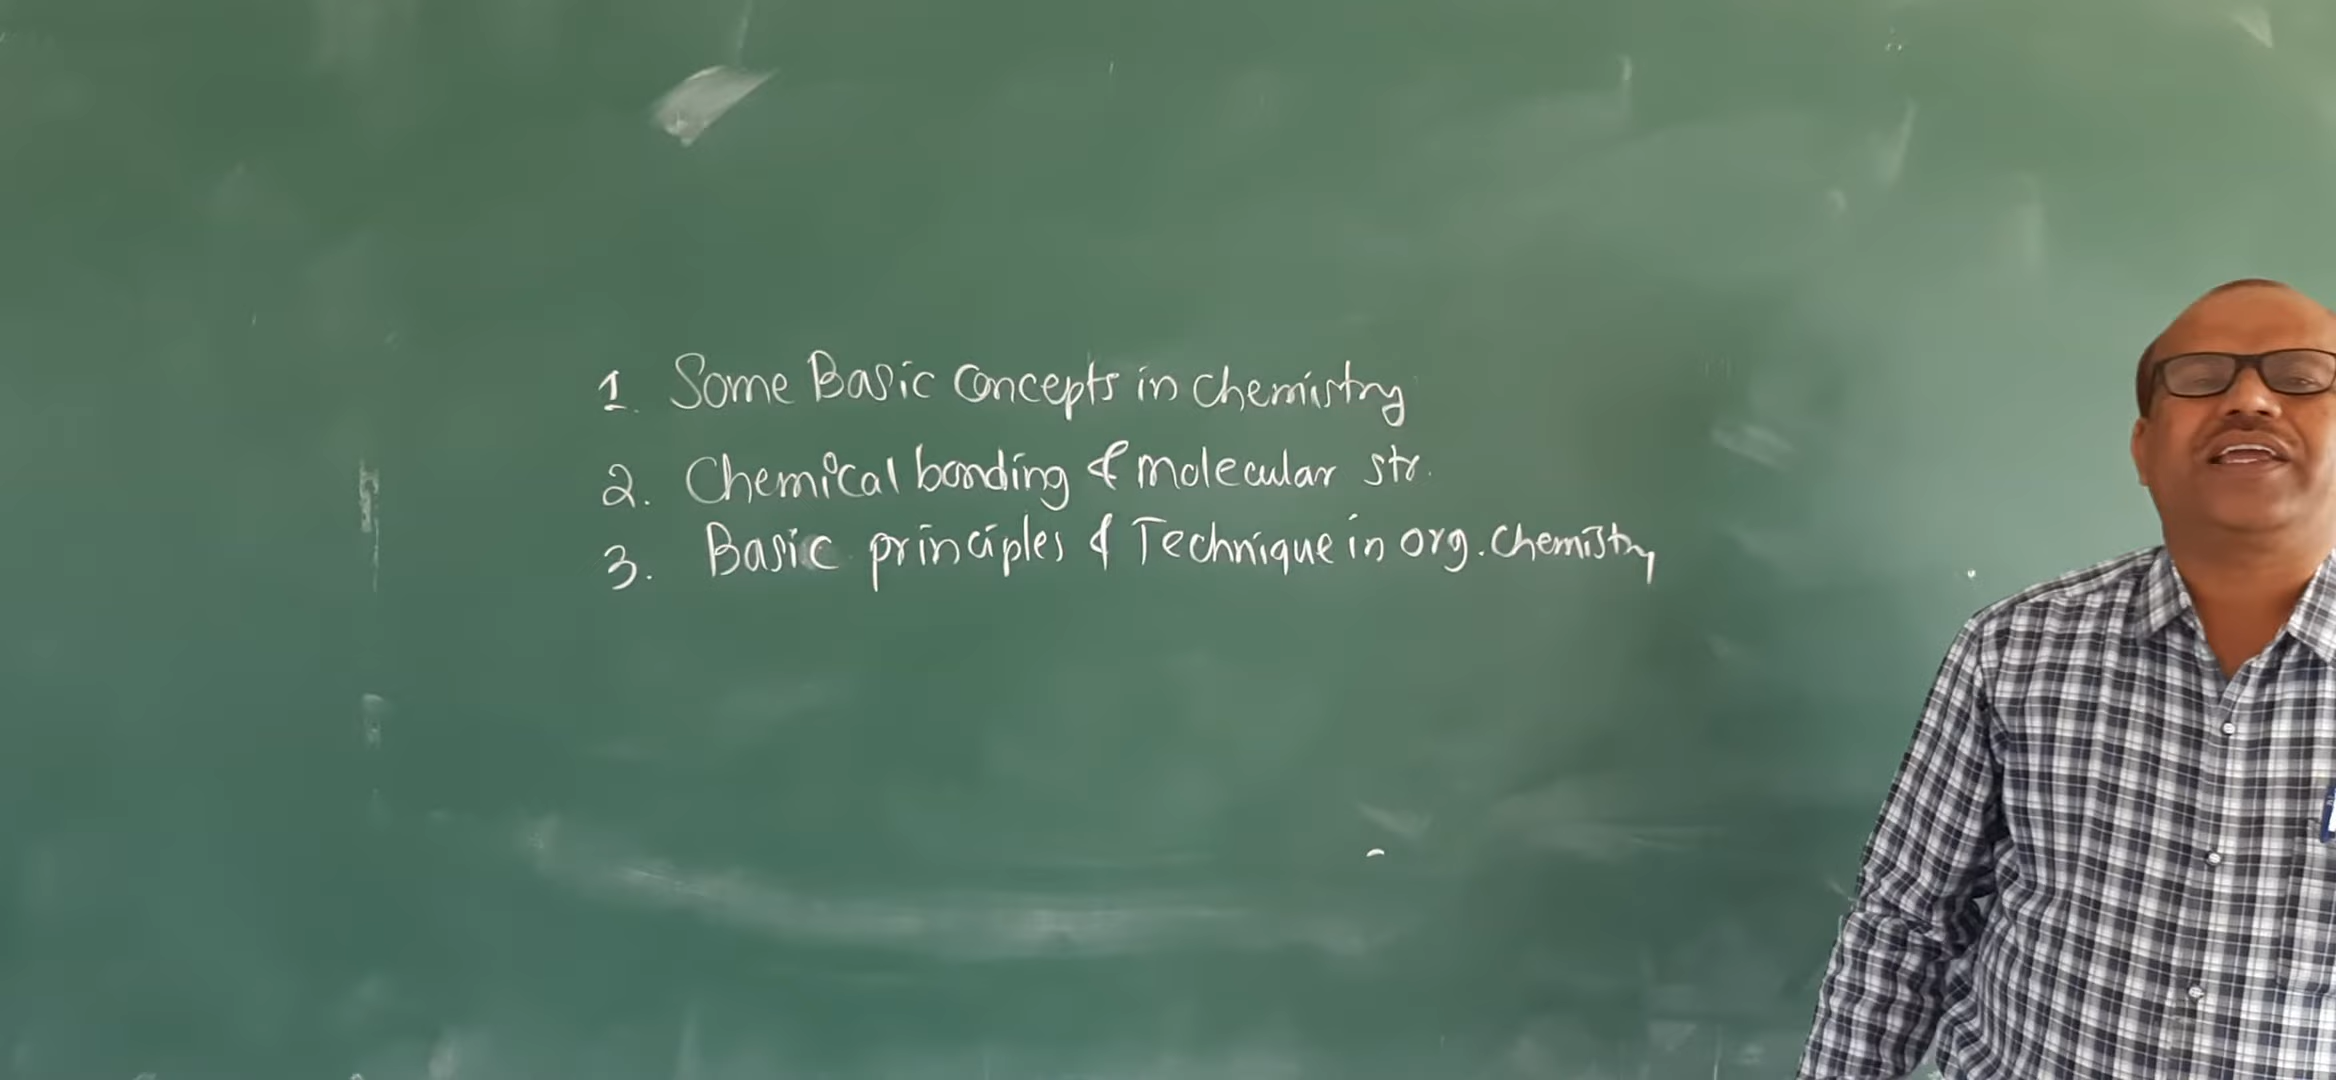 1. Some Basic Concepts in Chemistry
2. Chemical bonding & molecular str.
3. Basic principles & Technique in org. Chemistry